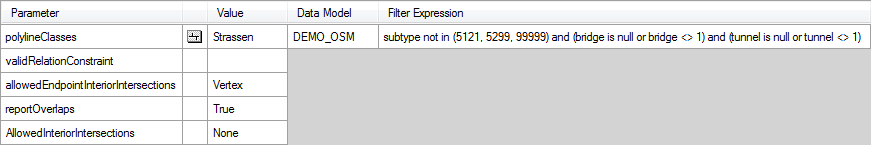 Parameter Value Data Model Filter Expression
polylineClasses Strassen DEMO_OSM subtype not in (5121, 5299, 99999) and (bridge is null or bridge <> 1) and (tunnel is null or tunnel <> 1)
validRelationConstraint
allowedEndpointInteriorIntersections Vertex
reportOverlaps True
AllowedInteriorIntersections None